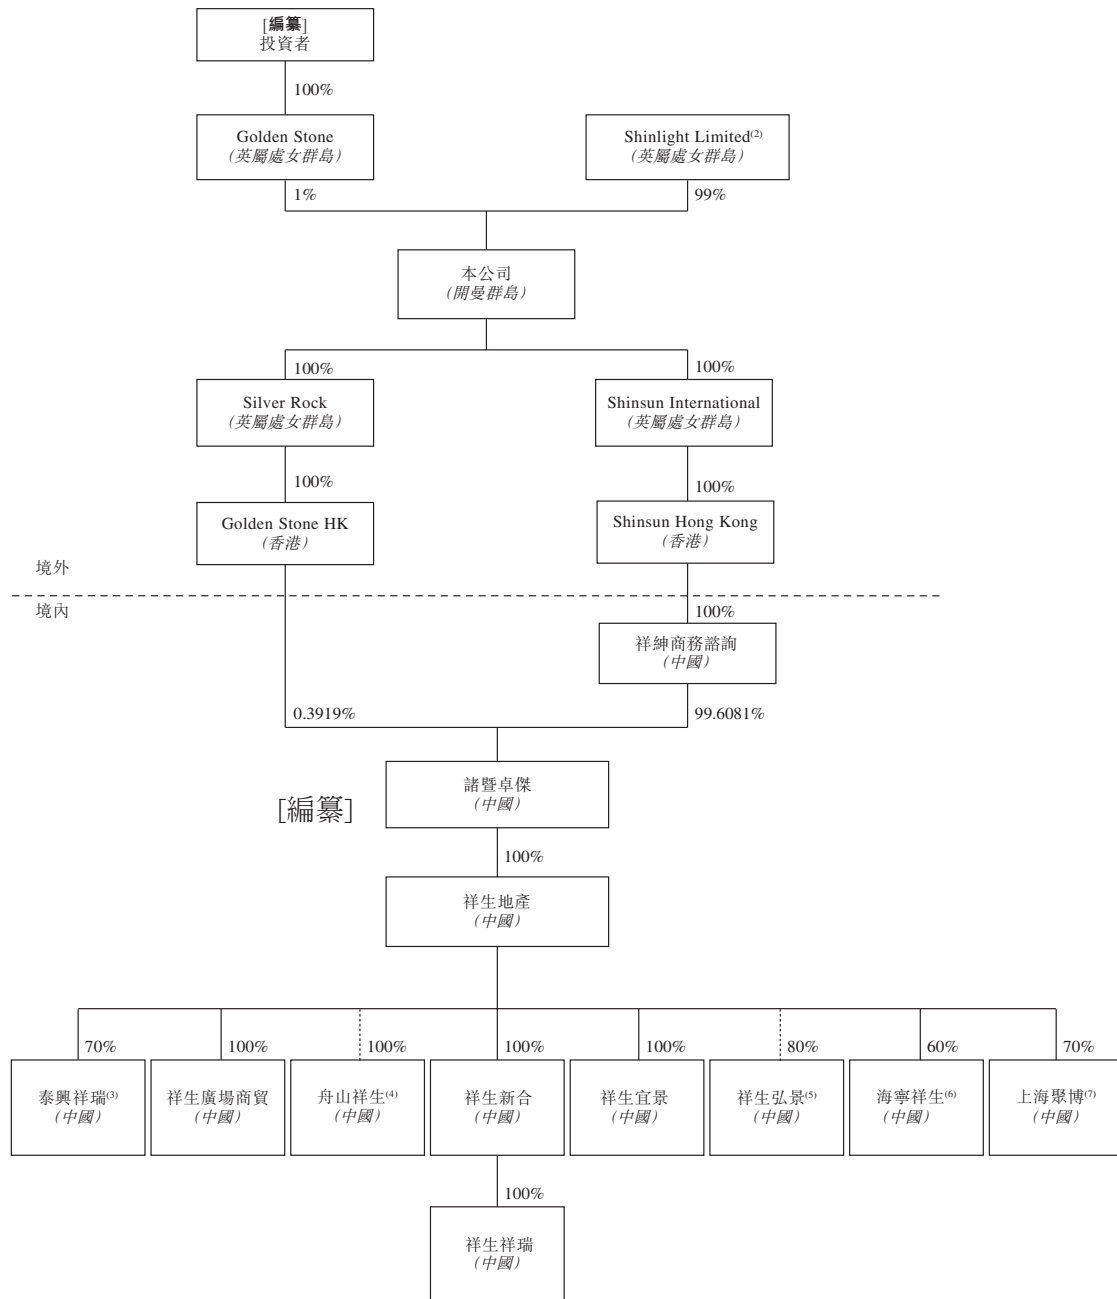 [編纂]
投資者
100%
Golden Stone
(英屬處女群島)
Shinlight Limited(2)
(英屬處女群島)
1%
99%
本公司
(開曼群島)
100%
100%
Silver Rock
(英屬處女群島)
Shinsun International
(英屬處女群島)
100%
100%
Golden Stone HK
(香港)
Shinsun Hong Kong
(香港)
境外
境內
100%
祥紳商務諮詢
(中國)
0.3919%
99.6081%
諸暨卓傑
(中國)
[編纂]
100%
祥生地產
(中國)
70%
100%
100%
100%
100%
80%
60%
70%
泰興祥瑞(3)
(中國)
祥生廣場商貿
(中國)
舟山祥生(4)
(中國)
祥生新合
(中國)
祥生宜景
(中國)
祥生弘景(5)
(中國)
海寧祥生(6)
(中國)
上海聚博(7)
(中國)
100%
祥生祥瑞
(中國)